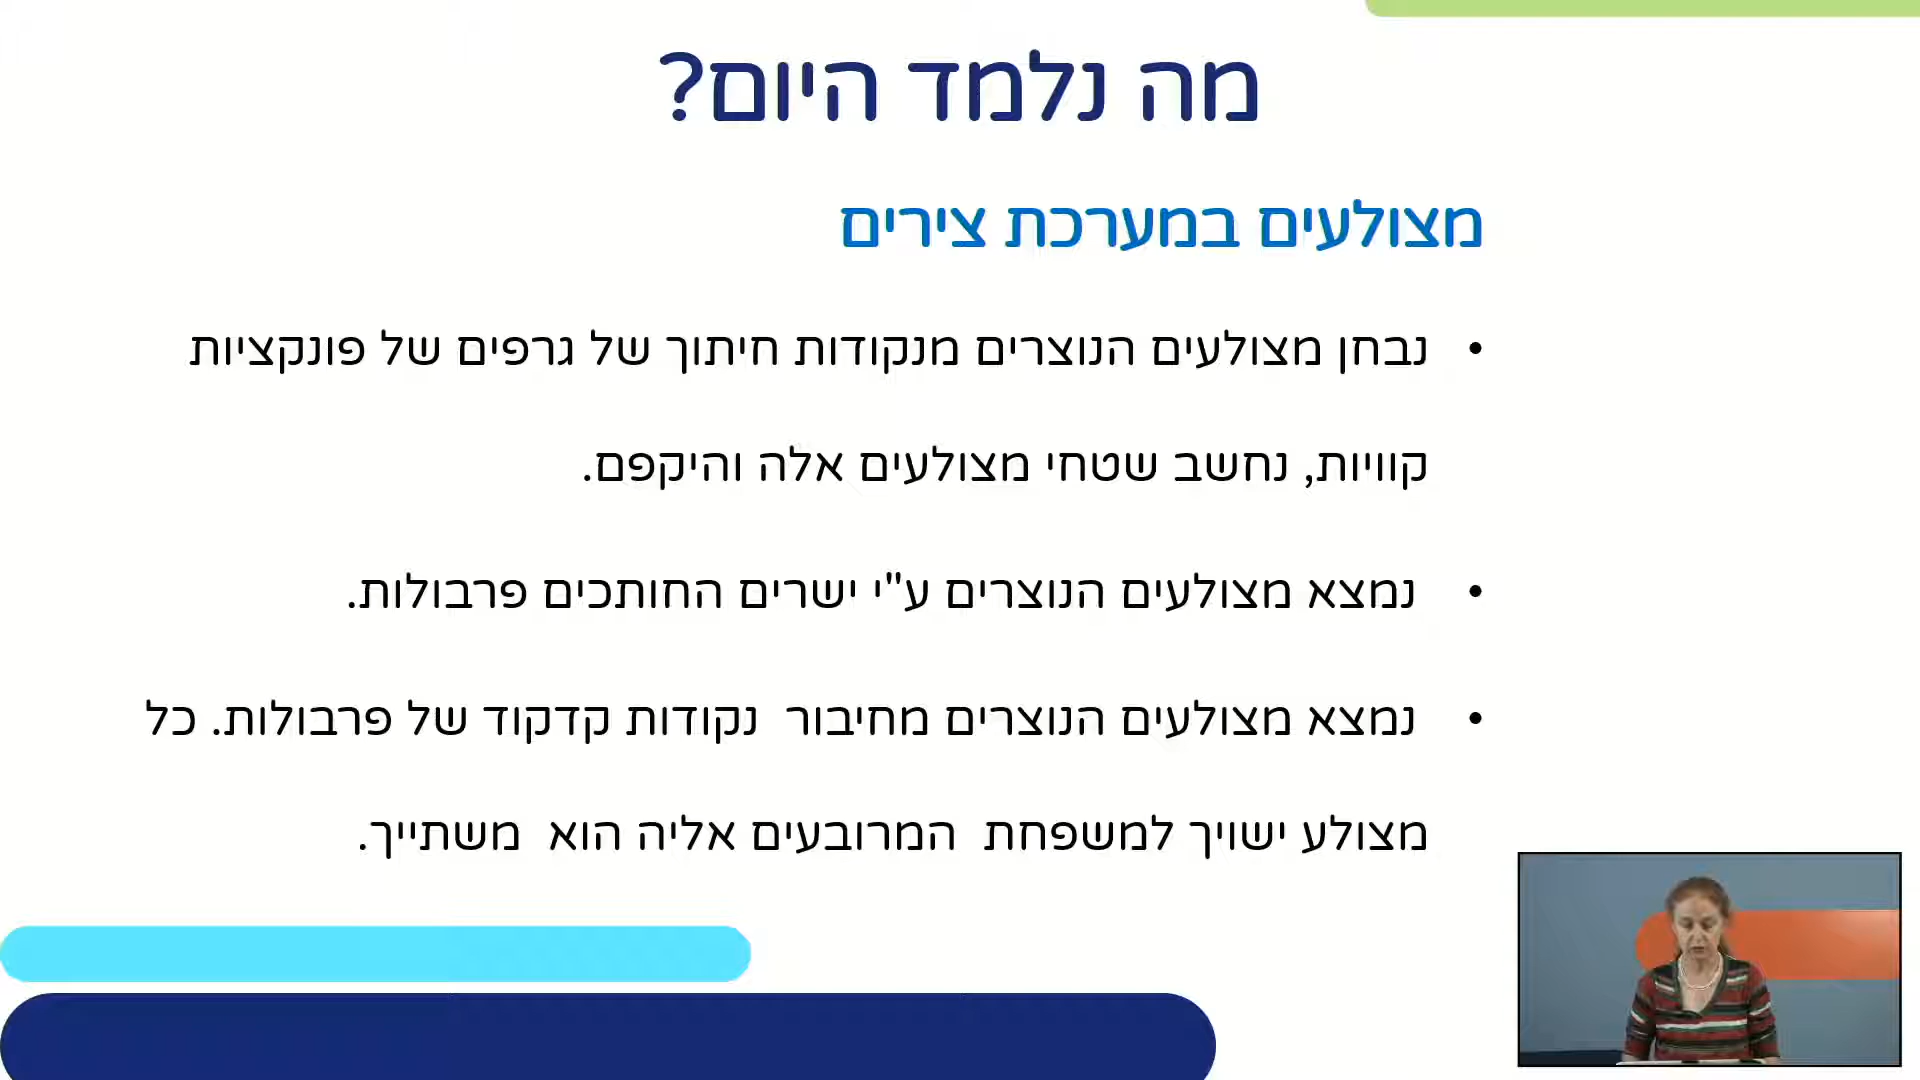 מה נלמד היום?
מצולעים במערכת צירים
• נבחן מצולעים הנוצרים מנקודות חיתוך של גרפים של פונקציות
קוויות, נחשב שטחי מצולעים אלה והיקפם.
• נמצא מצולעים הנוצרים ע"י ישרים החותכים פרבולות.
• נמצא מצולעים הנוצרים מחיבור נקודות קדקוד של פרבולות. כל
מצולע ישויך למשפחת המרובעים אליה הוא משתייך.